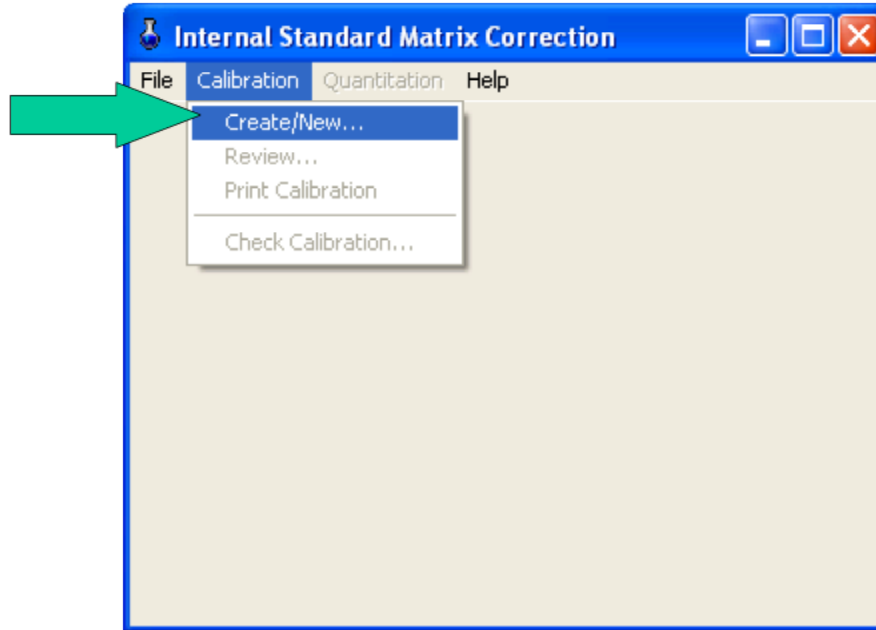 Internal Standard Matrix Correction
File Calibration Quantitation Help
Create/New...
Review...
Print Calibration
Check Calibration...